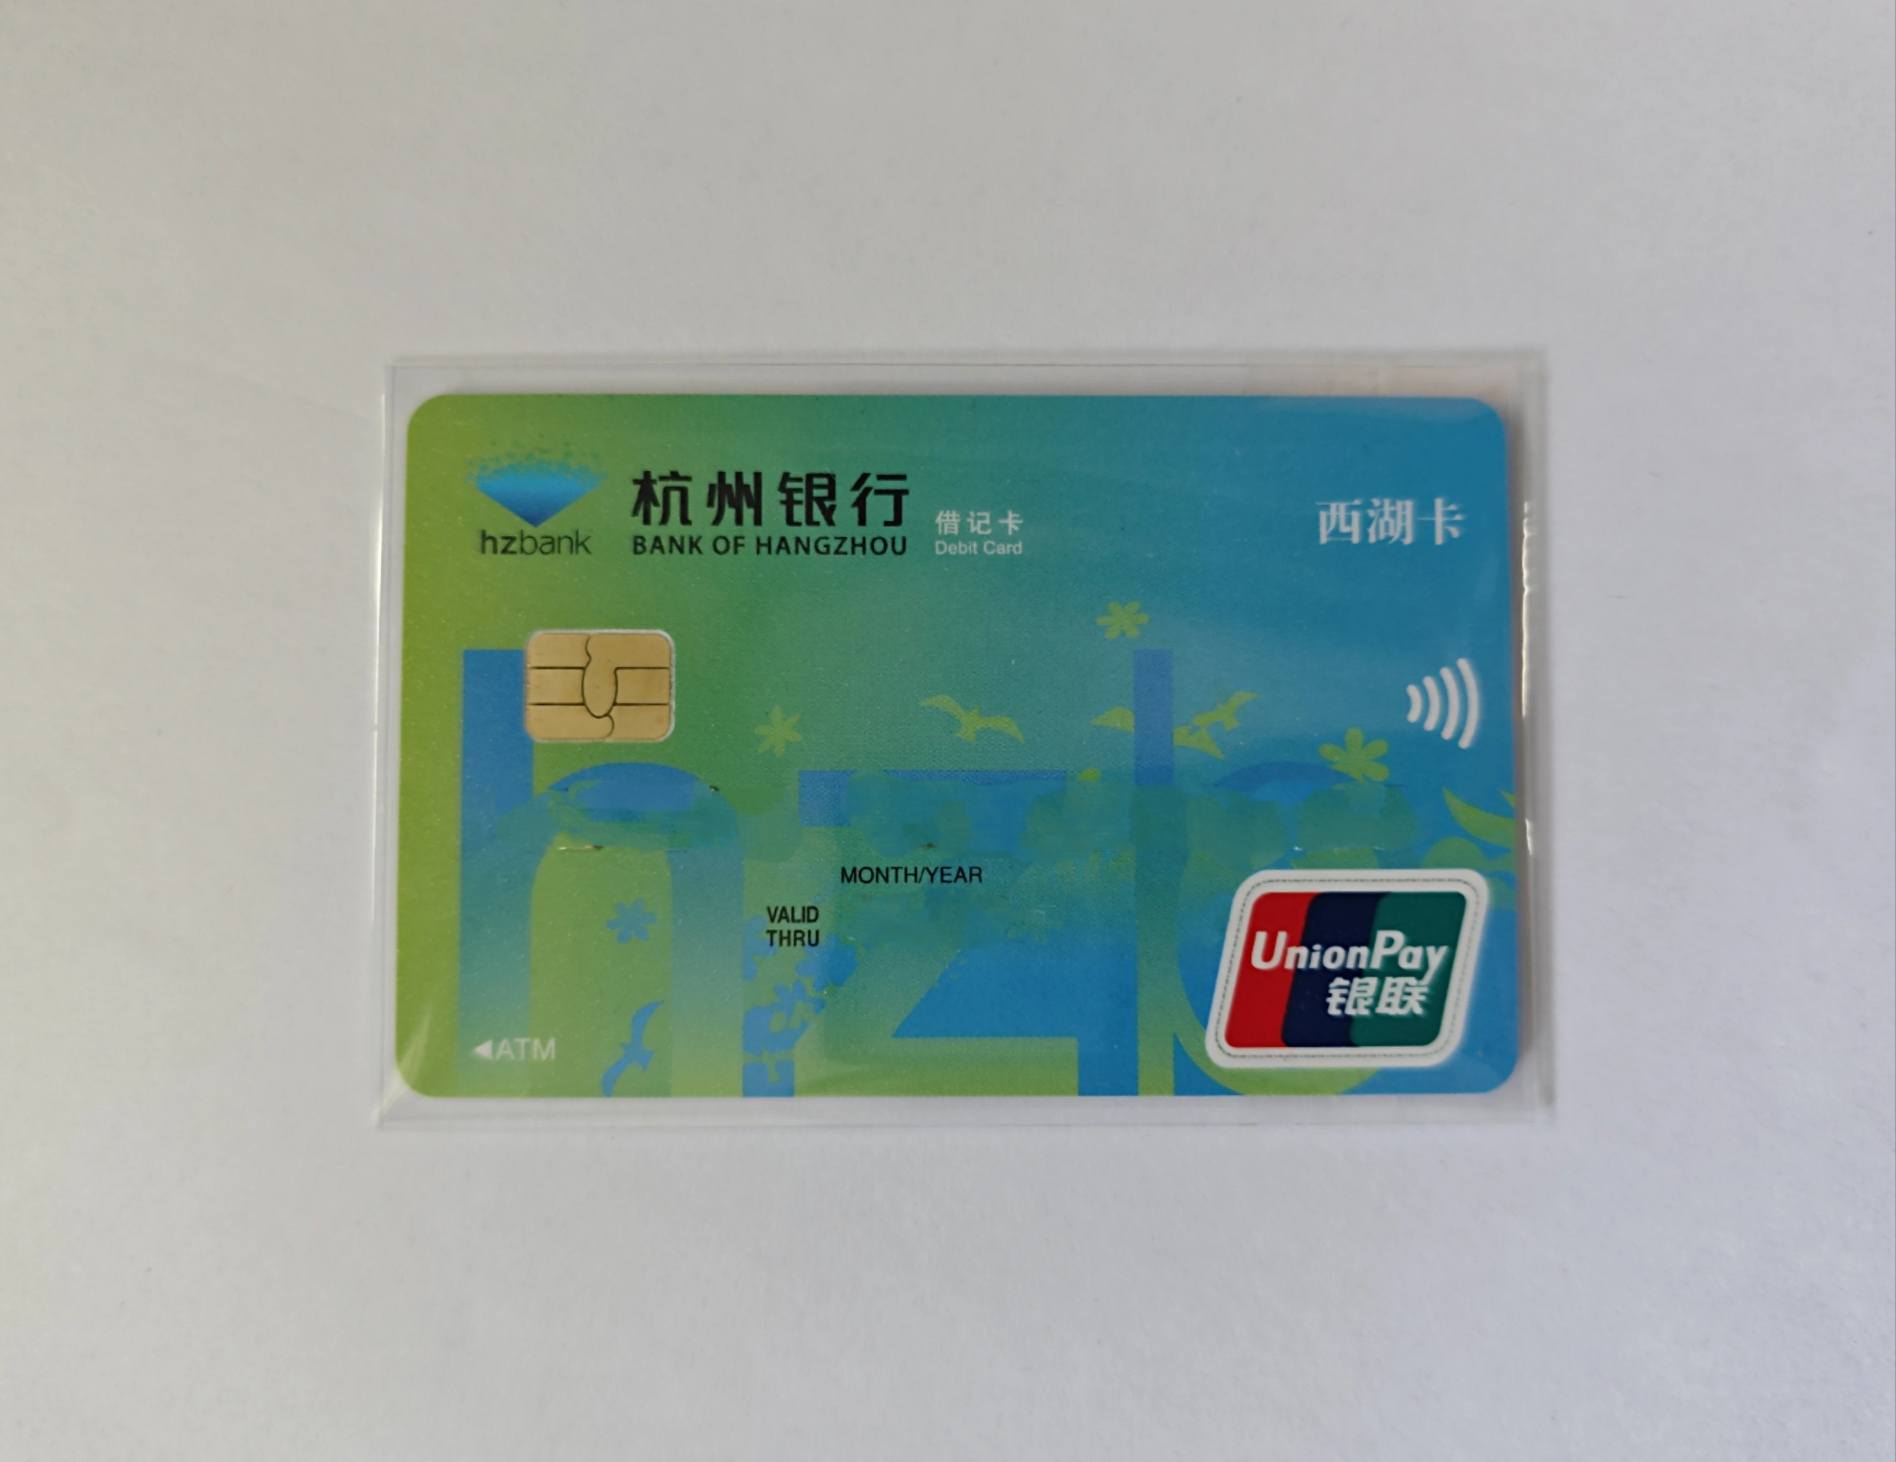 杭州银行
西湖卡
借记卡
hzbank
BANK OF HANGZHOU
Debit Card
MONTH/YEAR
VALID
THRU
UnionPay
银联
ATM
hzb